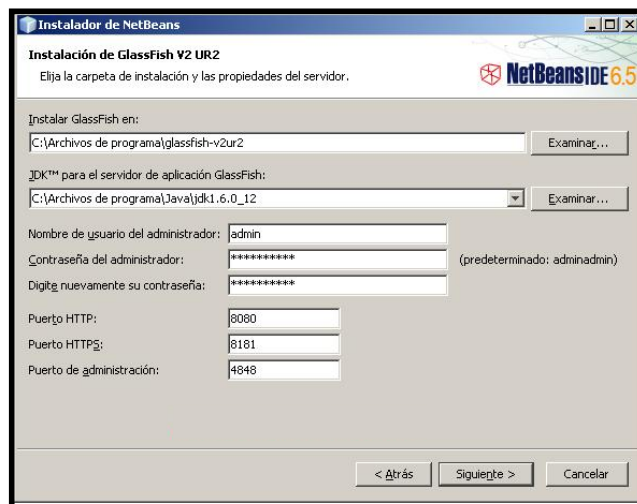 Instalador de NetBeans
Instalación de GlassFish V2 UR2
Elija la carpeta de instalación y las propiedades del servidor.
NetBeans IDE 6.5
Instalar GlassFish en:
C:\Archivos de programa\glassfish-v2ur2 Examinar...
JDK™ para el servidor de aplicación GlassFish:
C:\Archivos de programa\Java\jdk1.6.0_12 Examinar...
Nombre de usuario del administrador: admin
Contraseña del administrador: ********** (predeterminado: adminadmin)
Digite nuevamente su contraseña: **********
Puerto HTTP: 8080
Puerto HTTPS: 8181
Puerto de administración: 4848
< Atrás Siguiente > Cancelar